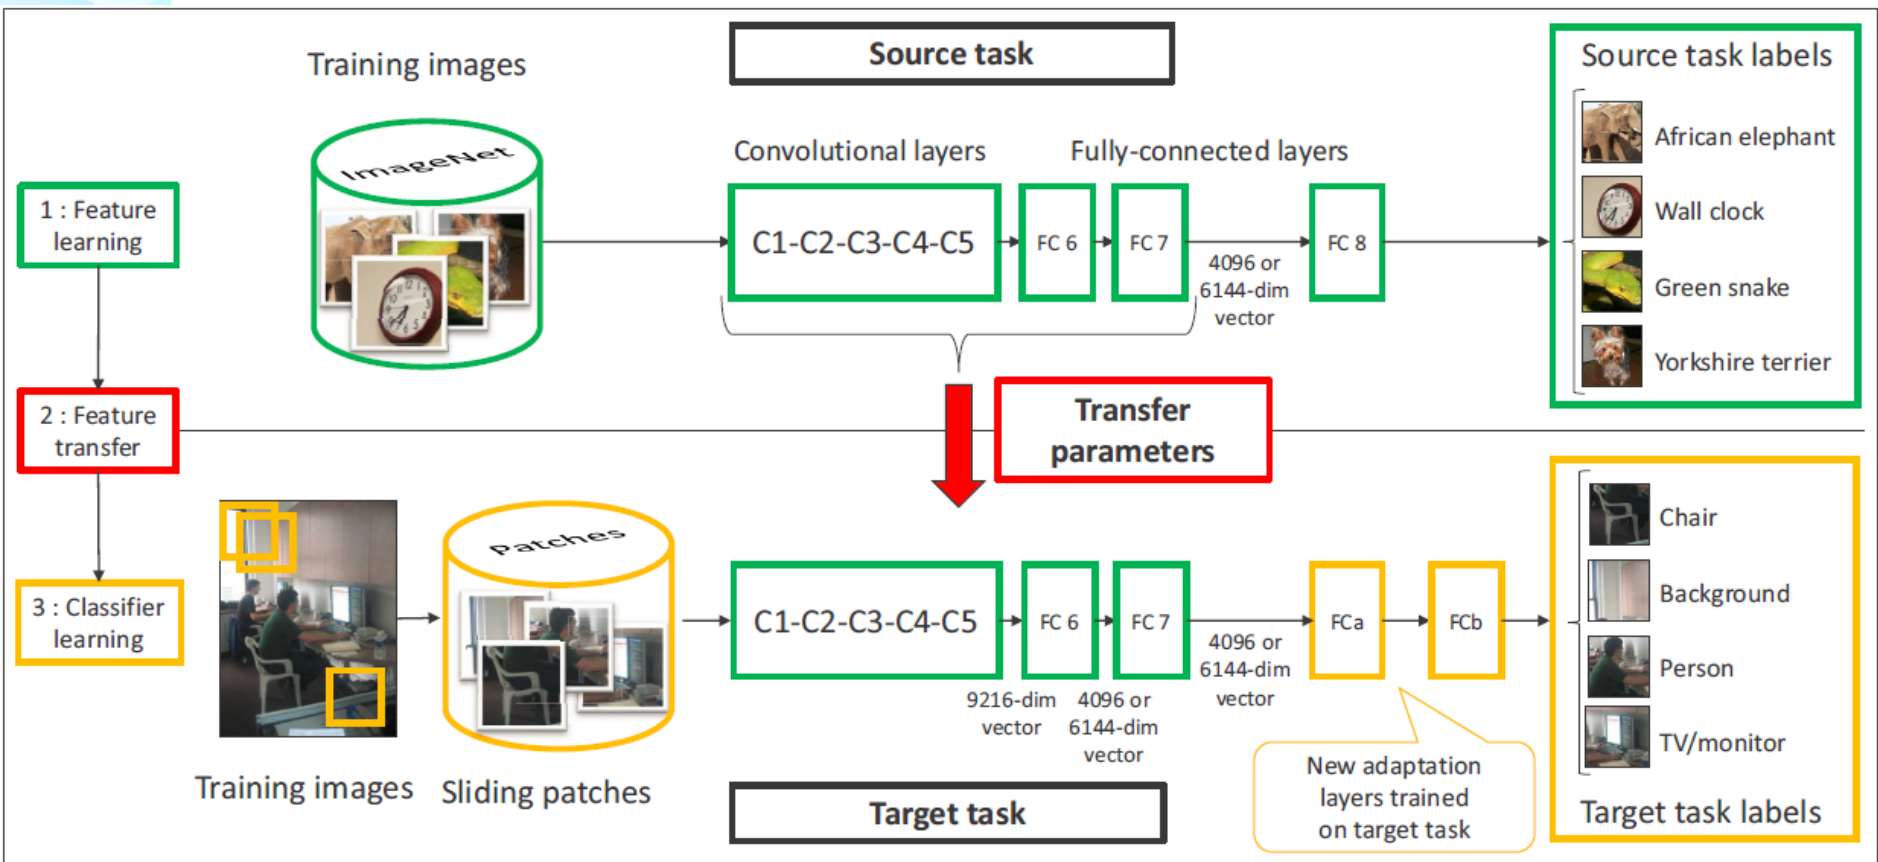 Source task
Training images
ImageNet
Convolutional layers
Fully-connected layers
Source task labels
African elephant
Wall clock
Green snake
Yorkshire terrier
1 : Feature
learning
C1-C2-C3-C4-C5
FC 6
FC 7
4096 or
6144-dim
vector
FC 8
2 : Feature
transfer
Transfer
parameters
3 : Classifier
learning
Training images
Patches
Sliding patches
C1-C2-C3-C4-C5
9216-dim
vector
FC 6
4096 or
6144-dim
vector
FC 7
4096 or
6144-dim
vector
FCa
FCb
New adaptation
layers trained
on target task
Chair
Background
Person
TV/monitor
Target task labels
Target task